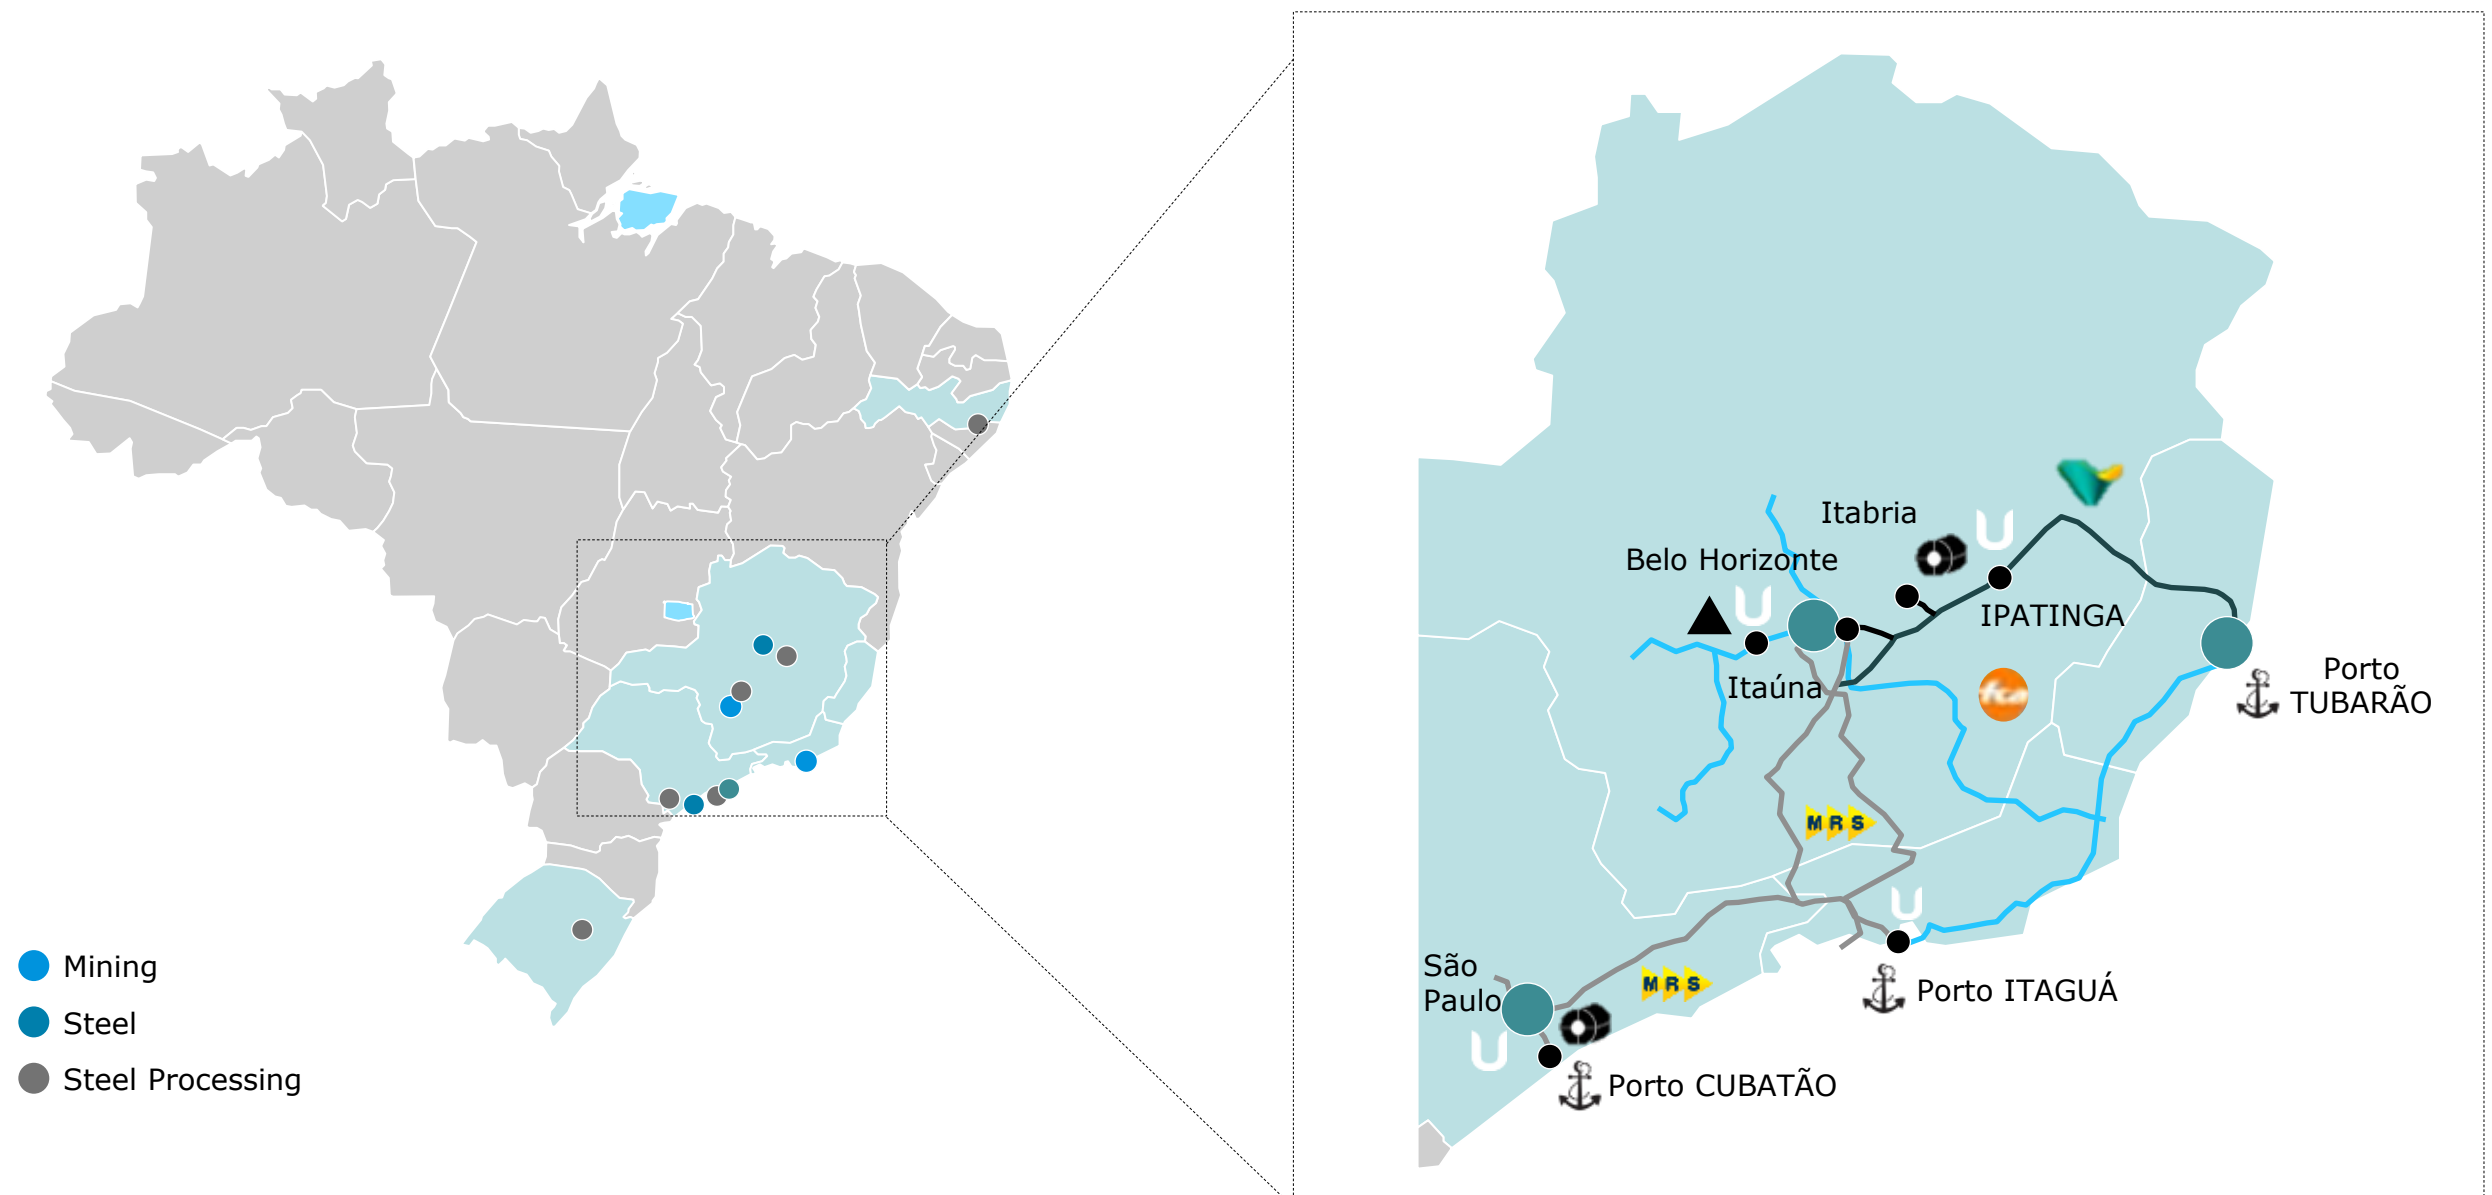 Mining
Steel
Steel Processing
Itabria
Belo Horizonte
IPATINGA
Itaúna
Porto
TUBARÃO
MRS
São
Paulo
MRS
Porto ITAGUÁ
Porto CUBATÃO